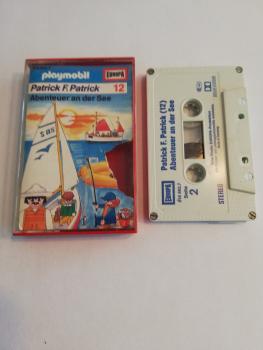 playmobil
EUROPA
Patrick F. Patrick 12
Abenteuer an der See
S 05
EUROPA
Seite
2
Patrick F. Patrick (12)
Abenteuer an der See
STEREO